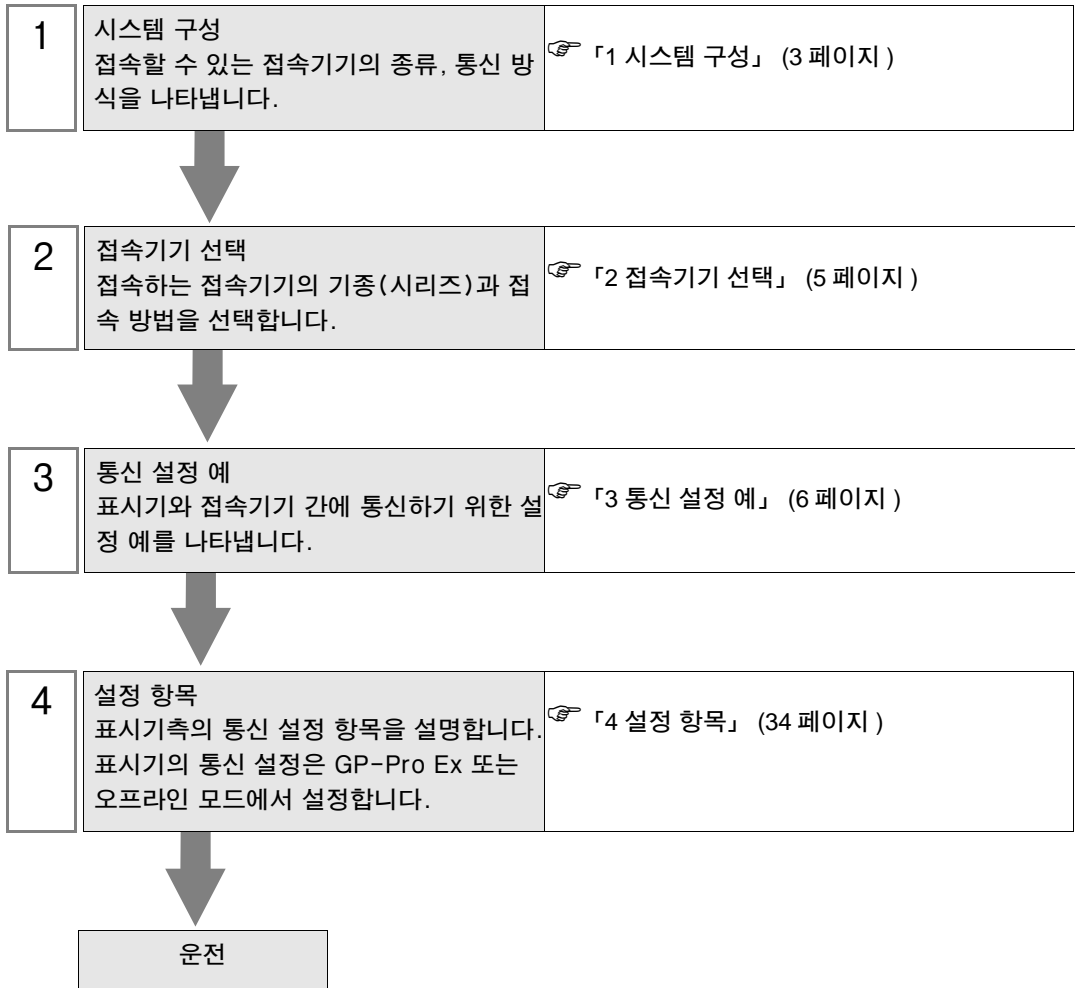 1
시스템 구성
접속할 수 있는 접속기기의 종류, 통신 방
식을 나타냅니다.
☞ 「1 시스템 구성」 (3 페이지 )
2
접속기기 선택
접속하는 접속기기의 기종(시리즈)과 접
속 방법을 선택합니다.
☞ 「2 접속기기 선택」 (5 페이지 )
3
통신 설정 예
표시기와 접속기기 간에 통신하기 위한 설
정 예를 나타냅니다.
☞ 「3 통신 설정 예」 (6 페이지 )
4
설정 항목
표시기측의 통신 설정 항목을 설명합니다.
표시기의 통신 설정은 GP-Pro Ex 또는
오프라인 모드에서 설정합니다.
☞ 「4 설정 항목」 (34 페이지 )
운전